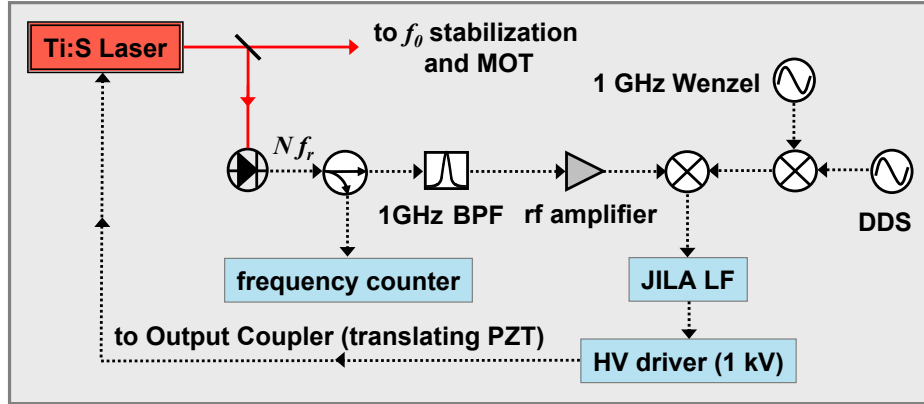 Ti:S Laser
to f0 stabilization
and MOT
1 GHz Wenzel
N fr
1GHz BPF
rf amplifier
DDS
frequency counter
JILA LF
to Output Coupler (translating PZT)
HV driver (1 kV)